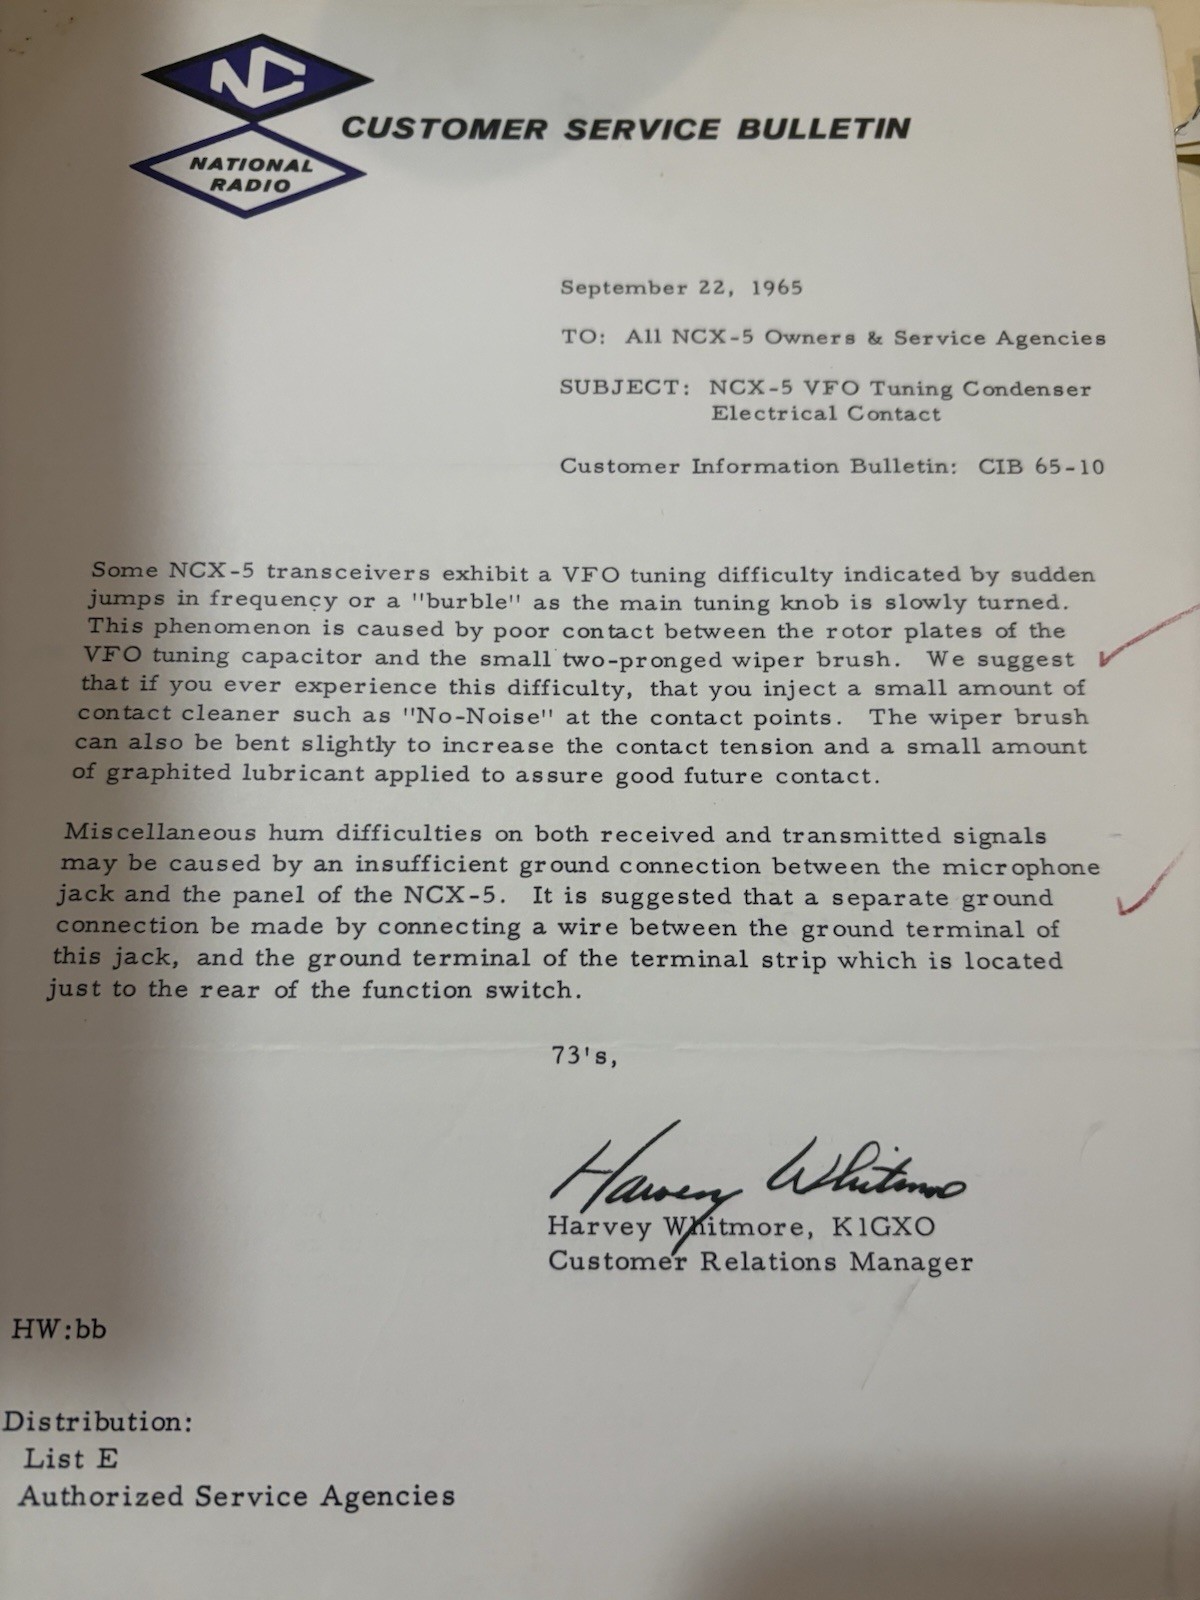 NC
NATIONAL
RADIO
CUSTOMER SERVICE BULLETIN
September 22, 1965
TO: All NCX-5 Owners & Service Agencies
SUBJECT: NCX-5 VFO Tuning Condenser
Electrical Contact
Customer Information Bulletin: CIB 65-10
Some NCX-5 transceivers exhibit a VFO tuning difficulty indicated by sudden
jumps in frequency or a "burble" as the main tuning knob is slowly turned.
This phenomenon is caused by poor contact between the rotor plates of the
VFO tuning capacitor and the small two-pronged wiper brush. We suggest
that if you ever experience this difficulty, that you inject a small amount of
contact cleaner such as "No-Noise" at the contact points. The wiper brush
can also be bent slightly to increase the contact tension and a small amount
of graphited lubricant applied to assure good future contact.
Miscellaneous hum difficulties on both received and transmitted signals
may be caused by an insufficient ground connection between the microphone
jack and the panel of the NCX-5. It is suggested that a separate ground
connection be made by connecting a wire between the ground terminal of
this jack, and the ground terminal of the terminal strip which is located
just to the rear of the function switch.
73's,
Harvey Whitmore
Harvey Whitmore, K1GXO
Customer Relations Manager
HW:bb
Distribution:
List E
Authorized Service Agencies